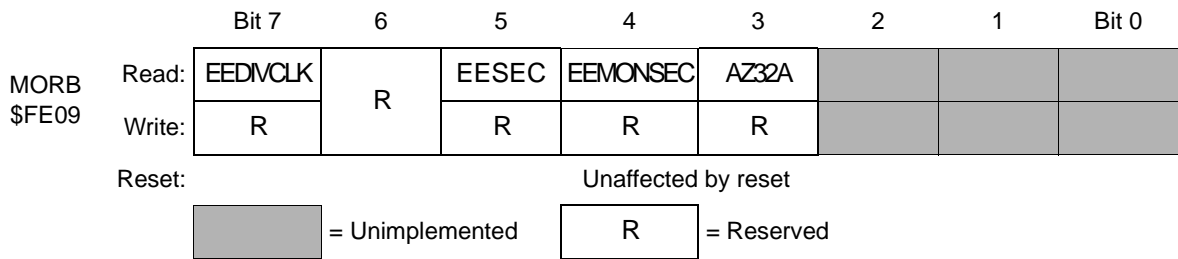 Bit 7 6 5 4 3 2 1 Bit 0
MORB
$FE09
Read: EEDIVCLK R EESEC EEMONSEC AZ32A
Write: R R R R
Reset: Unaffected by reset
= Unimplemented R = Reserved